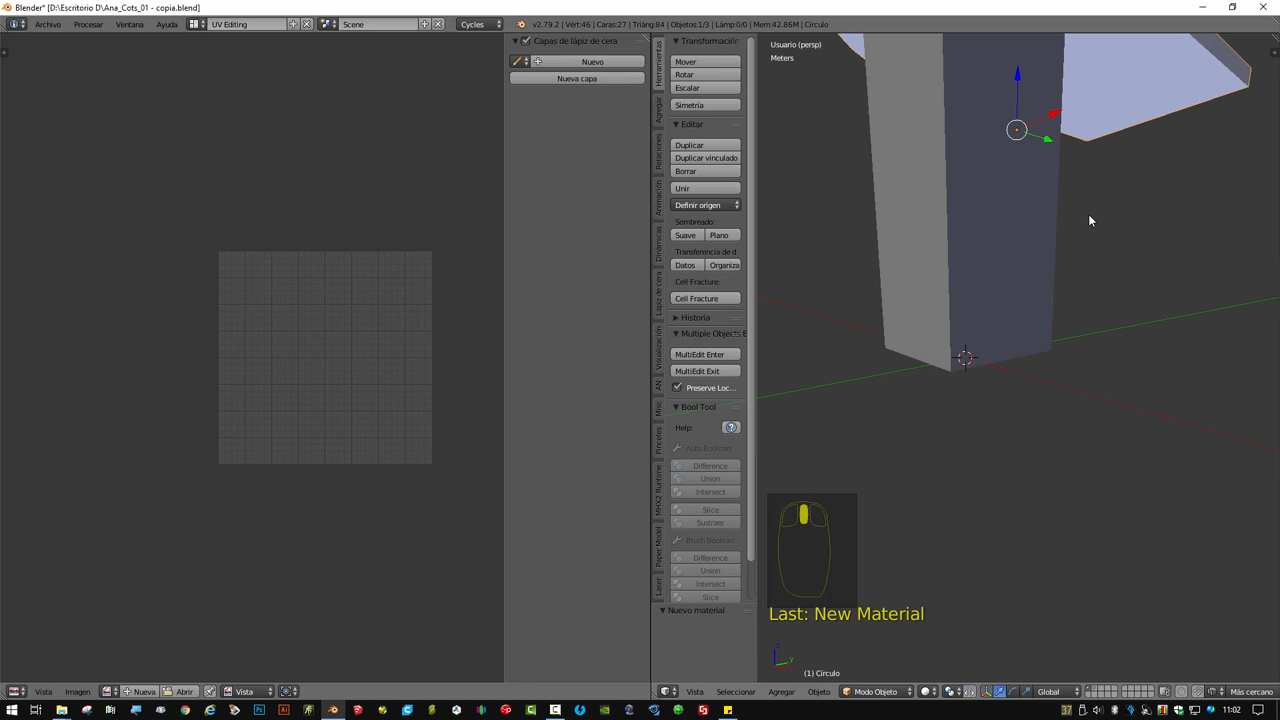 Blender* [D:\Escritorio D\Ana_Cots_01 - copia.blend]
Archivo Procesar Ventana Ayuda UV Editing Scene Cycles v2.79.2 | Vért:46 | Caras:27 | Triáng:84 | Objetos:1/3 | Lámp:0/0 | Mem:42.86M | Círculo
Capas de lápiz de cera
Nuevo
Nueva capa
Herramientas
Agregar
Relaciones
Animación
Dinámicas
Lápiz de cera
Visualización
AN
Misc
Pinceles
MHX2 Runtime
Paper Model
Laser
Transformación
Mover
Rotar
Escalar
Simetría
Editar
Duplicar
Duplicar vinculado
Borrar
Unir
Definir origen
Sombreado:
Suave Plano
Transferencia de d
Datos Organiza
Cell Fracture:
Cell Fracture
Historia
Multiple Objects E
MultiEdit Enter
MultiEdit Exit
Preserve Loc...
Bool Tool
Help:
Auto Boolean:
Difference
Union
Intersect
Slice
Sustraer
Brush Boolean:
Difference
Union
Intersect
Slice
Nuevo material
Usuario (persp)
Meters
Last: New Material
z
y
(1) Círculo
Vista Imagen Nueva Abrir Vista
Vista Seleccionar Agregar Objeto Modo Objeto Global Más cercano
37 11:02